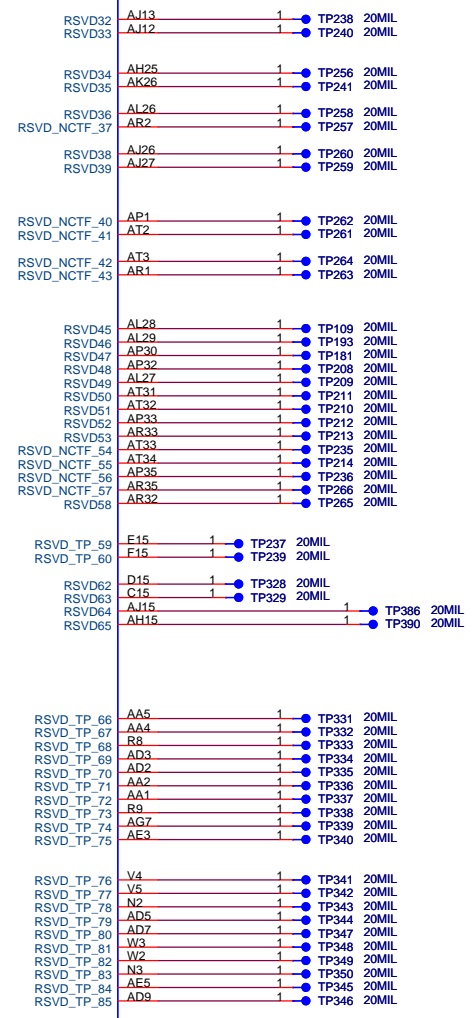 RSVD32 AJ13 1 TP238 20MIL
RSVD33 AJ12 1 TP240 20MIL
RSVD34 AH25 1 TP256 20MIL
RSVD35 AK26 1 TP241 20MIL
RSVD36 AL26 1 TP258 20MIL
RSVD_NCTF_37 AR2 1 TP257 20MIL
RSVD38 AJ26 1 TP260 20MIL
RSVD39 AJ27 1 TP259 20MIL
RSVD_NCTF_40 AP1 1 TP262 20MIL
RSVD_NCTF_41 AT2 1 TP261 20MIL
RSVD_NCTF_42 AT3 1 TP264 20MIL
RSVD_NCTF_43 AR1 1 TP263 20MIL
RSVD45 AL28 1 TP109 20MIL
RSVD46 AL29 1 TP193 20MIL
RSVD47 AP30 1 TP181 20MIL
RSVD48 AP32 1 TP208 20MIL
RSVD49 AL27 1 TP209 20MIL
RSVD50 AT31 1 TP211 20MIL
RSVD51 AT32 1 TP210 20MIL
RSVD52 AP33 1 TP212 20MIL
RSVD53 AR33 1 TP213 20MIL
RSVD_NCTF_54 AT33 1 TP235 20MIL
RSVD_NCTF_55 AT34 1 TP214 20MIL
RSVD_NCTF_56 AP35 1 TP236 20MIL
RSVD_NCTF_57 AR35 1 TP266 20MIL
RSVD58 AR32 1 TP265 20MIL
RSVD_TP_59 E15 1 TP237 20MIL
RSVD_TP_60 F15 1 TP239 20MIL
RSVD62 D15 1 TP328 20MIL
RSVD63 C15 1 TP329 20MIL
RSVD64 AJ15 1 TP386 20MIL
RSVD65 AH15 1 TP390 20MIL
RSVD_TP_66 AA5 1 TP331 20MIL
RSVD_TP_67 AA4 1 TP332 20MIL
RSVD_TP_68 R8 1 TP333 20MIL
RSVD_TP_69 AD3 1 TP334 20MIL
RSVD_TP_70 AD2 1 TP335 20MIL
RSVD_TP_71 AA2 1 TP336 20MIL
RSVD_TP_72 AA1 1 TP337 20MIL
RSVD_TP_73 R9 1 TP338 20MIL
RSVD_TP_74 AG7 1 TP339 20MIL
RSVD_TP_75 AE3 1 TP340 20MIL
RSVD_TP_76 V4 1 TP341 20MIL
RSVD_TP_77 V5 1 TP342 20MIL
RSVD_TP_78 N2 1 TP343 20MIL
RSVD_TP_79 AD5 1 TP344 20MIL
RSVD_TP_80 AD7 1 TP347 20MIL
RSVD_TP_81 W3 1 TP348 20MIL
RSVD_TP_82 W2 1 TP349 20MIL
RSVD_TP_83 N3 1 TP350 20MIL
RSVD_TP_84 AE5 1 TP345 20MIL
RSVD_TP_85 AD9 1 TP346 20MIL